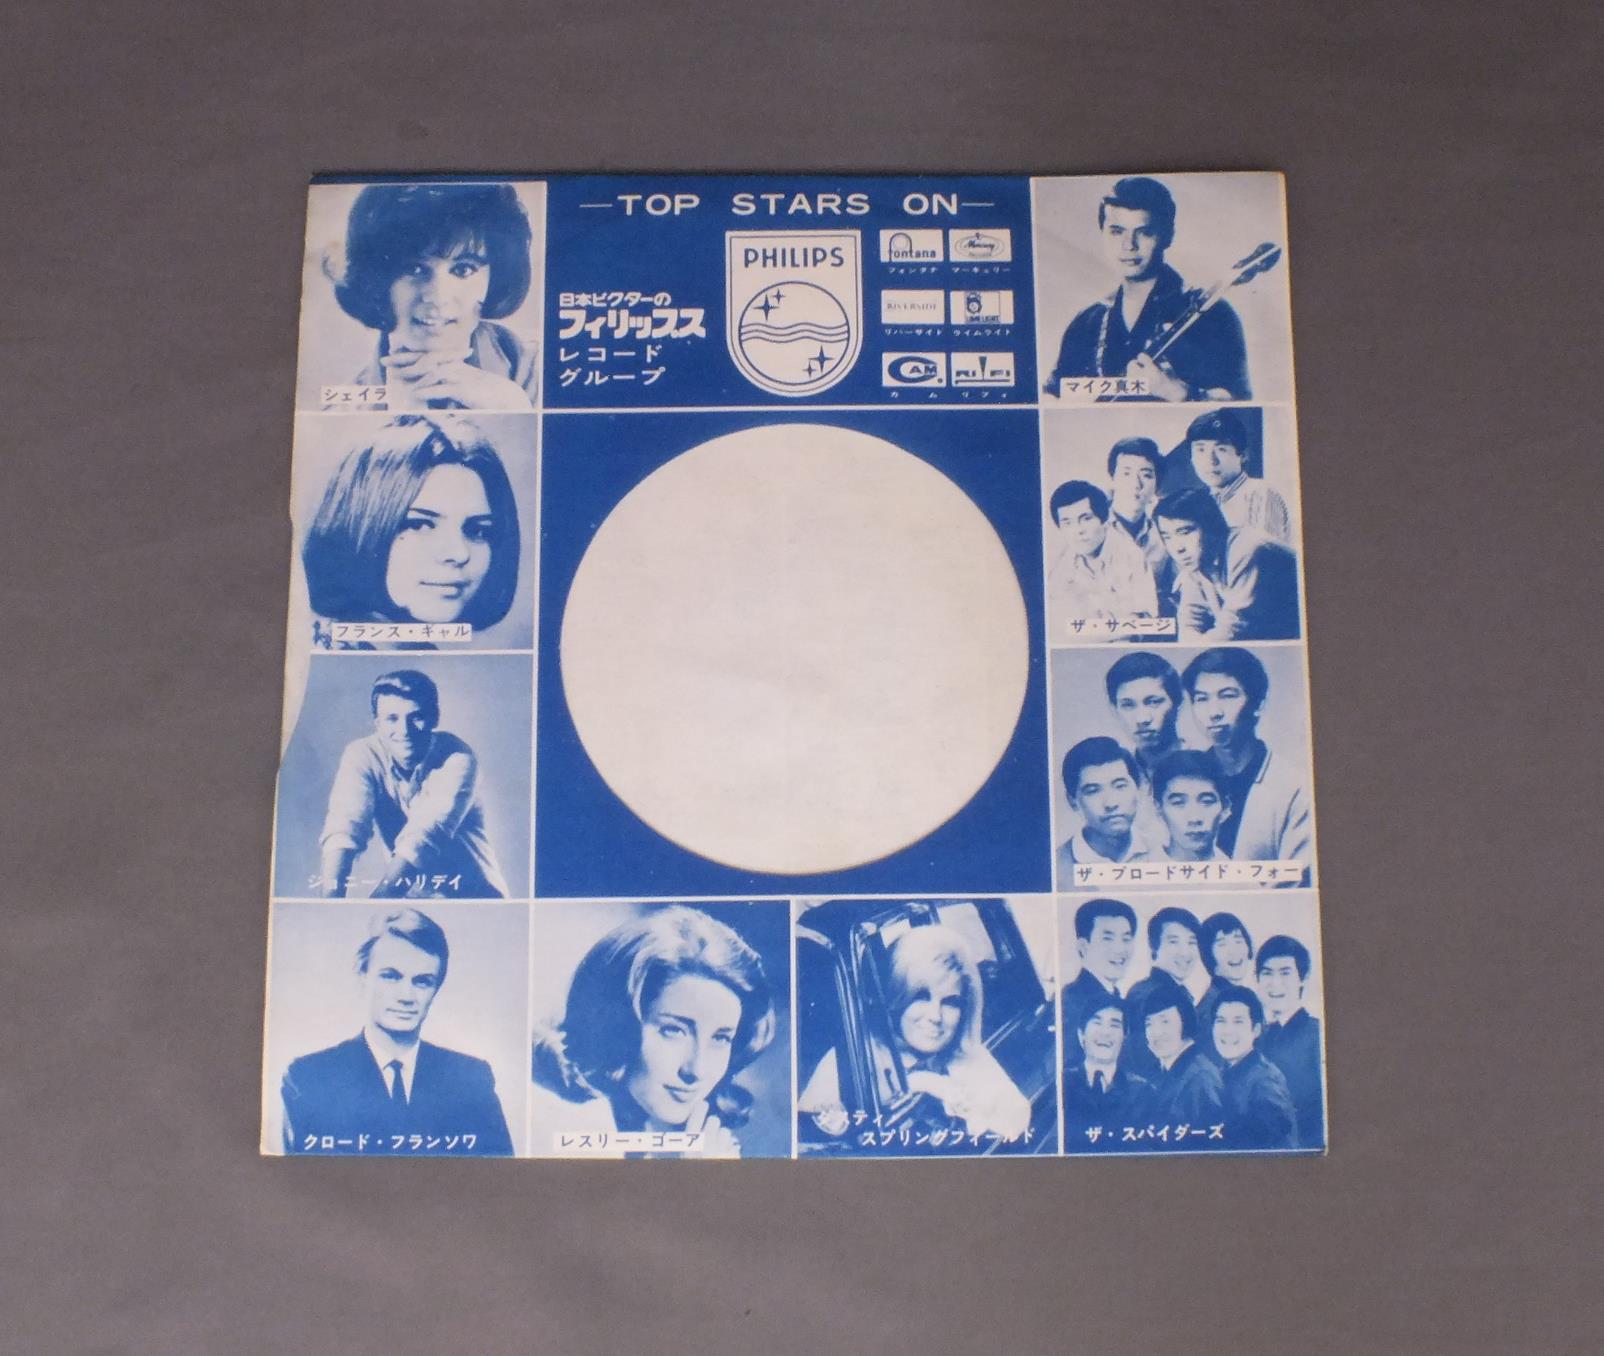 —TOP STARS ON—
日本ビクターの
フィリップス
レコード
グループ
PHILIPS
fontana
フォンタナ
Mercury
マーキュリー
RIVERSIDE
リバーサイド
LIMELIGHT
ライムライト
CAM.
カム
RIFI
リフィ
シェイラ
マイク真木
フランス・ギャル
ザ・サベージ
ジョニー・ハリデイ
ザ・ブロードサイド・フォー
クロード・フランソワ
レスリー・ゴーア
ダスティ
スプリングフィールド
ザ・スパイダーズ